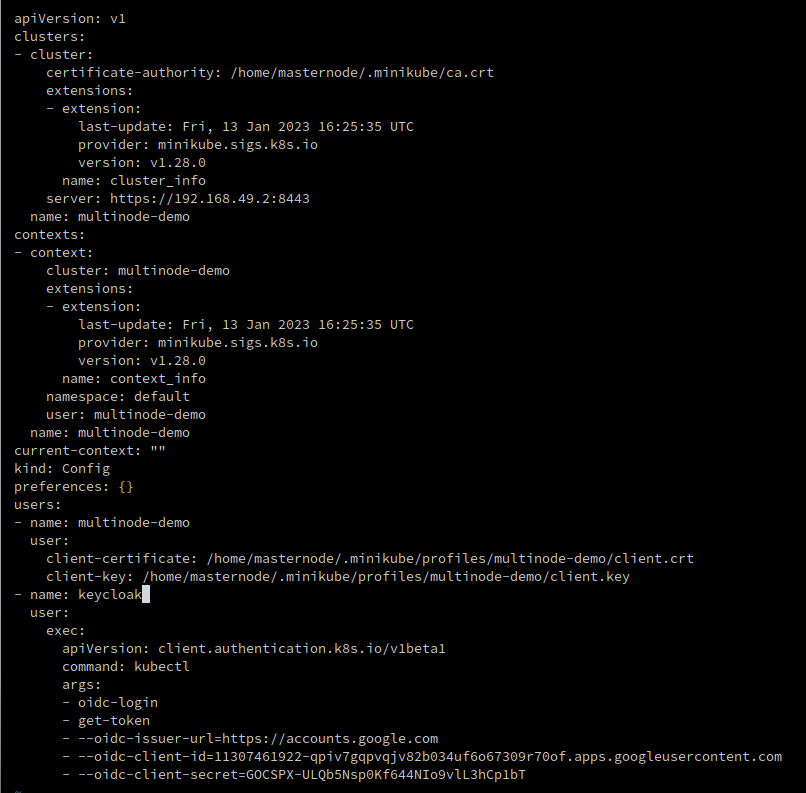 apiVersion: v1
clusters:
- cluster:
    certificate-authority: /home/masternode/.minikube/ca.crt
    extensions:
    - extension:
        last-update: Fri, 13 Jan 2023 16:25:35 UTC
        provider: minikube.sigs.k8s.io
        version: v1.28.0
      name: cluster_info
    server: https://192.168.49.2:8443
  name: multinode-demo
contexts:
- context:
    cluster: multinode-demo
    extensions:
    - extension:
        last-update: Fri, 13 Jan 2023 16:25:35 UTC
        provider: minikube.sigs.k8s.io
        version: v1.28.0
      name: context_info
    namespace: default
    user: multinode-demo
  name: multinode-demo
current-context: ""
kind: Config
preferences: {}
users:
- name: multinode-demo
  user:
    client-certificate: /home/masternode/.minikube/profiles/multinode-demo/client.crt
    client-key: /home/masternode/.minikube/profiles/multinode-demo/client.key
- name: keycloak
  user:
    exec:
      apiVersion: client.authentication.k8s.io/v1beta1
      command: kubectl
      args:
      - oidc-login
      - get-token
      - --oidc-issuer-url=https://accounts.google.com
      - --oidc-client-id=11307461922-qpiv7gqpvqjv82b034uf6o67309r70of.apps.googleusercontent.com
      - --oidc-client-secret=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